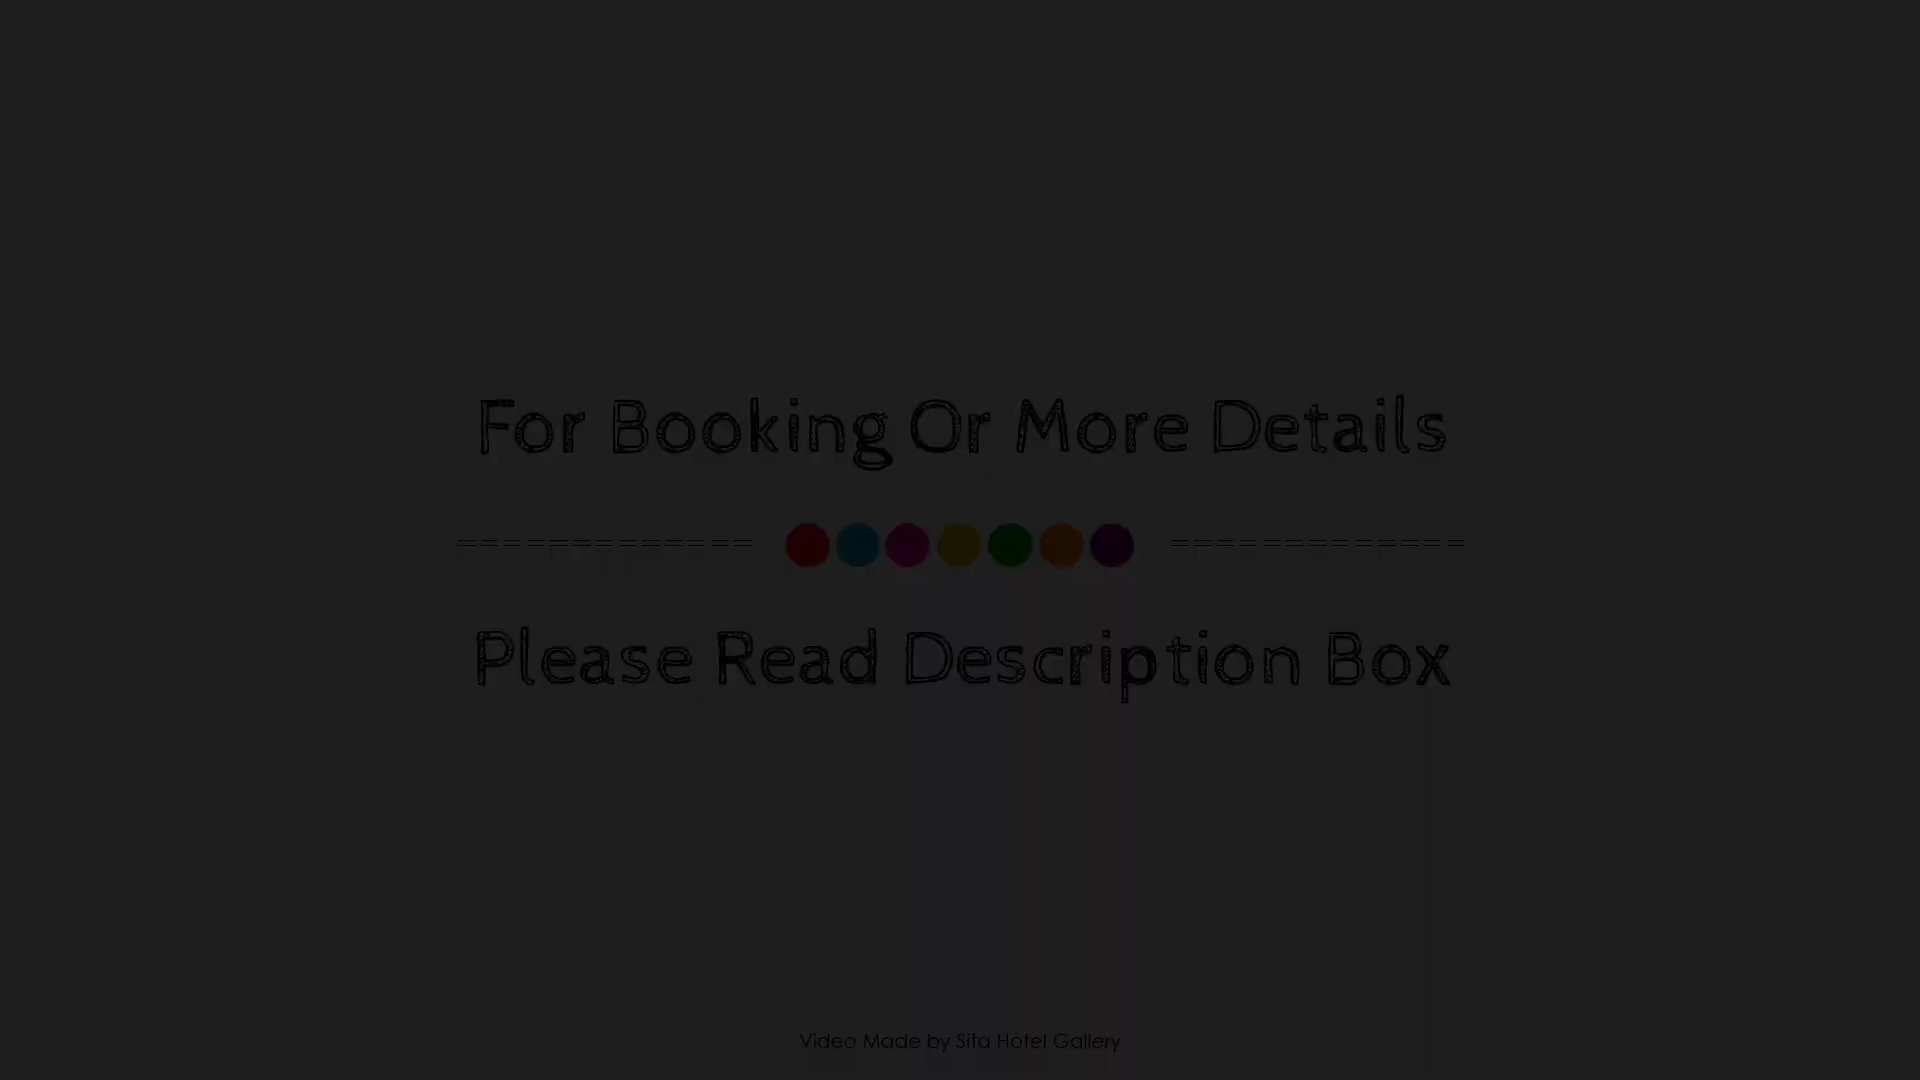 For Booking Or More Details
============= =============
Please Read Description Box
Video Made by Sita Hotel Gallery